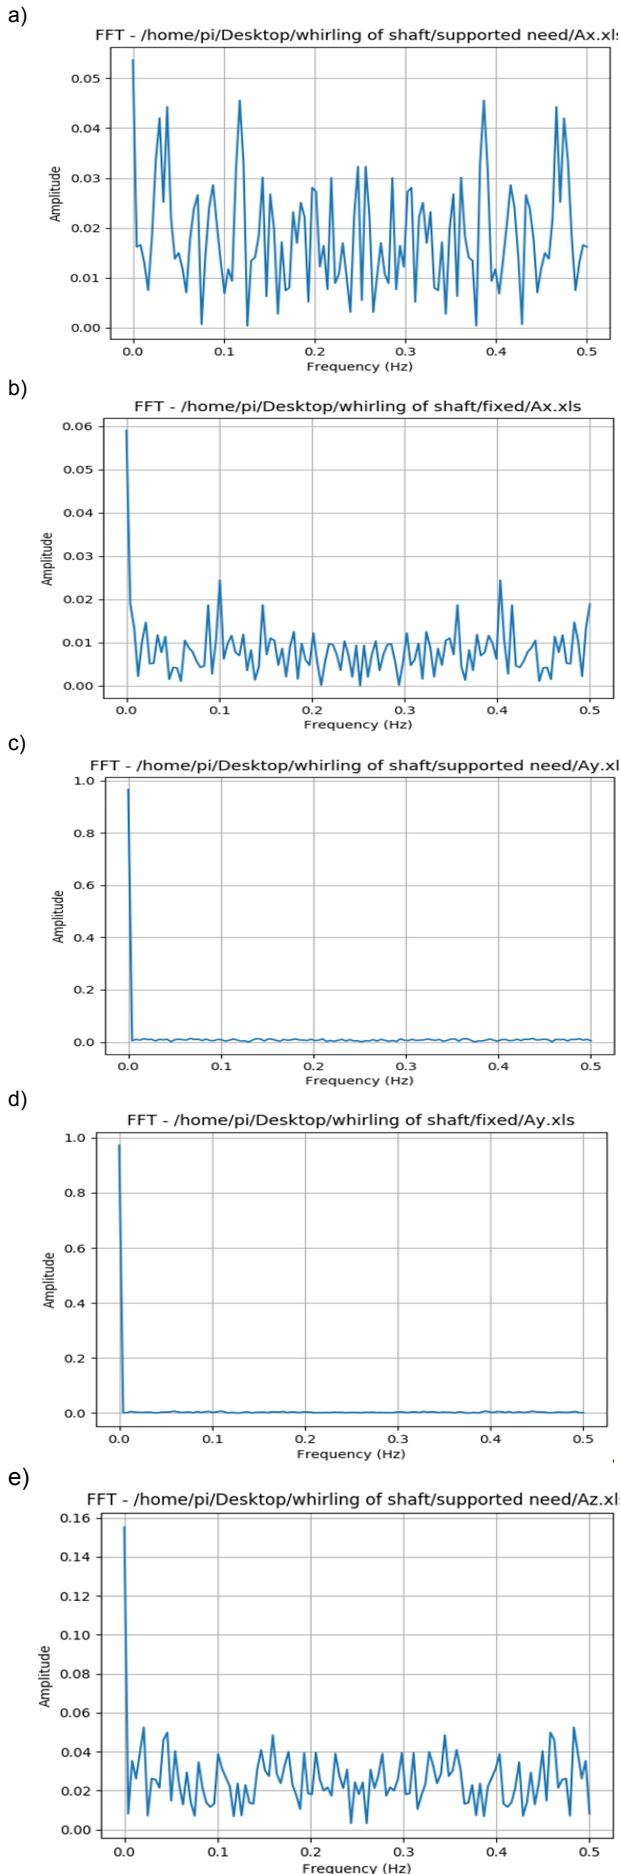 a)
FFT - /home/pi/Desktop/whirling of shaft/supported need/Ax.xls
0.05
0.04
0.03
0.02
0.01
0.00
Amplitude
0.0 0.1 0.2 0.3 0.4 0.5
Frequency (Hz)
b)
FFT - /home/pi/Desktop/whirling of shaft/fixed/Ax.xls
0.06
0.05
0.04
0.03
0.02
0.01
0.00
Amplitude
0.0 0.1 0.2 0.3 0.4 0.5
Frequency (Hz)
c)
FFT - /home/pi/Desktop/whirling of shaft/supported need/Ay.xl
1.0
0.8
0.6
0.4
0.2
0.0
Amplitude
0.0 0.1 0.2 0.3 0.4 0.5
Frequency (Hz)
d)
FFT - /home/pi/Desktop/whirling of shaft/fixed/Ay.xls
1.0
0.8
0.6
0.4
0.2
0.0
Amplitude
0.0 0.1 0.2 0.3 0.4 0.5
Frequency (Hz)
e)
FFT - /home/pi/Desktop/whirling of shaft/supported need/Az.xls
0.16
0.14
0.12
0.10
0.08
0.06
0.04
0.02
0.00
Amplitude
0.0 0.1 0.2 0.3 0.4 0.5
Frequency (Hz)